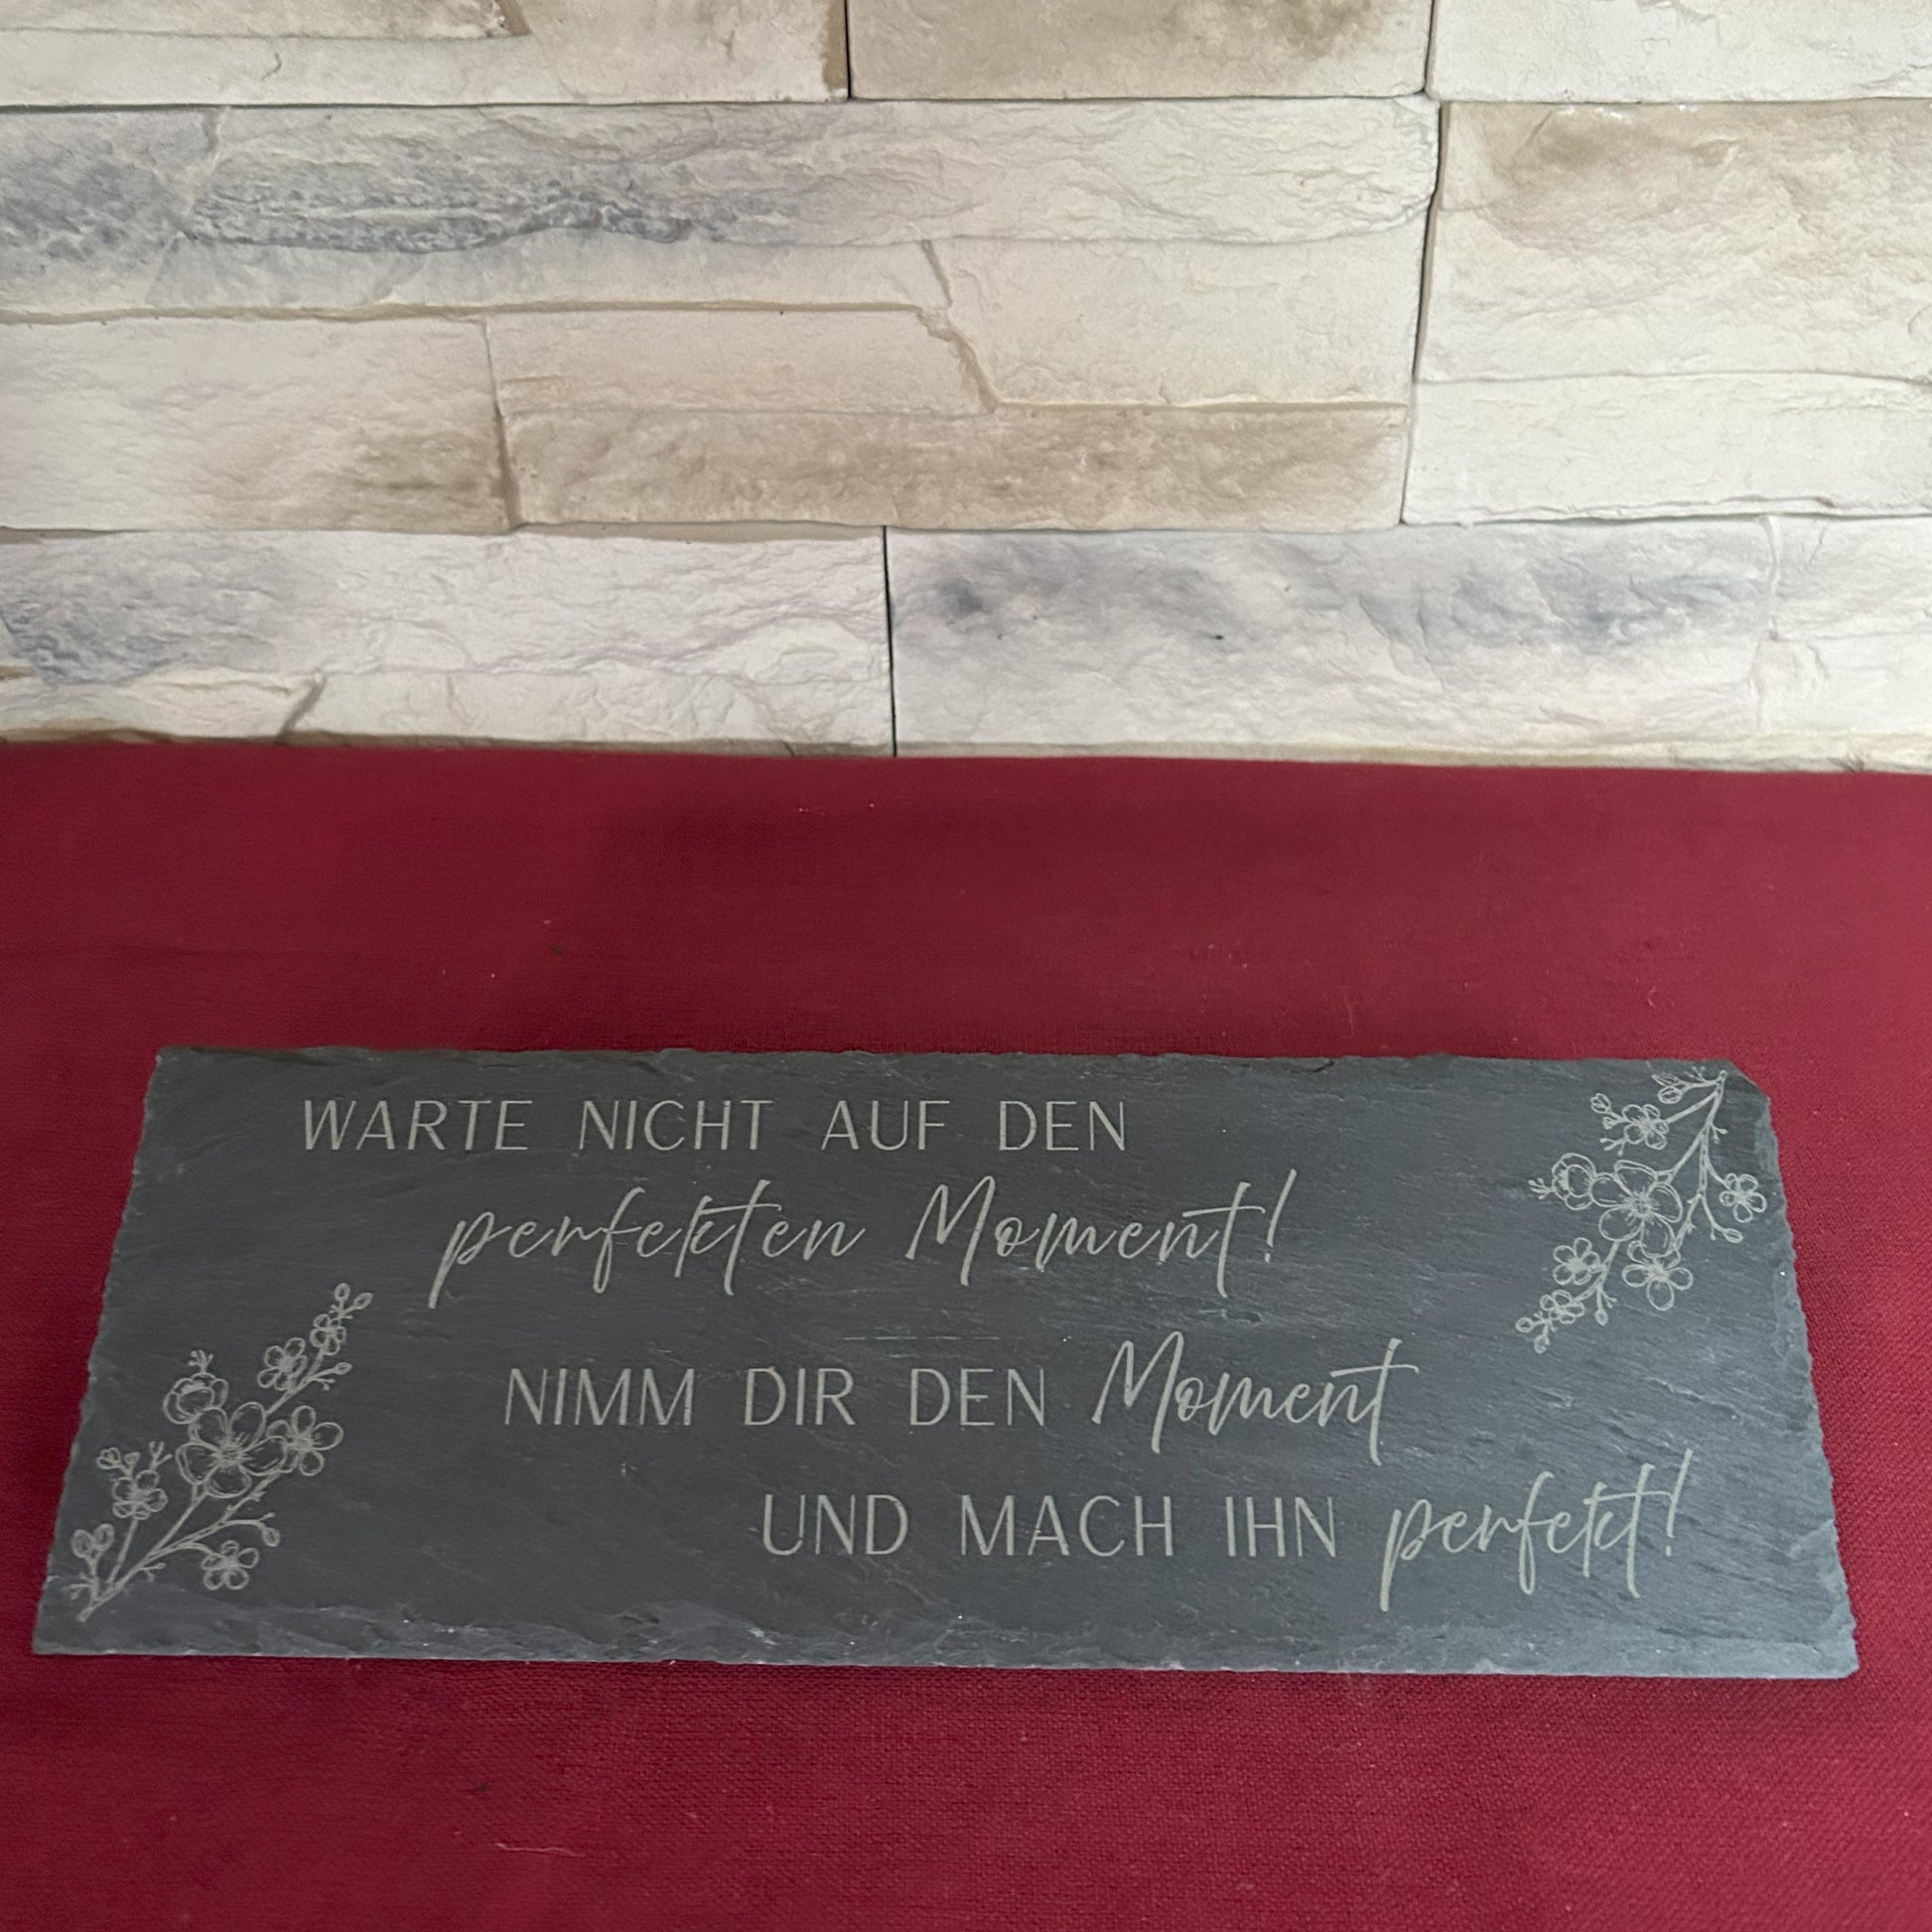 WARTE NICHT AUF DEN
perfekten Moment!
NIMM DIR DEN Moment
UND MACH IHN perfekt!